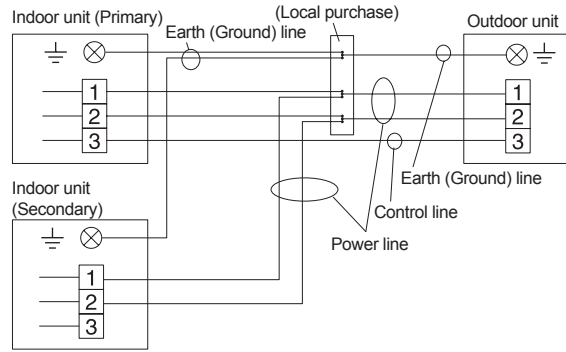 Indoor unit (Primary)
(Local purchase)
Outdoor unit
Earth (Ground) line
1
2
3
1
2
3
Earth (Ground) line
Control line
Power line
Indoor unit
(Secondary)
1
2
3